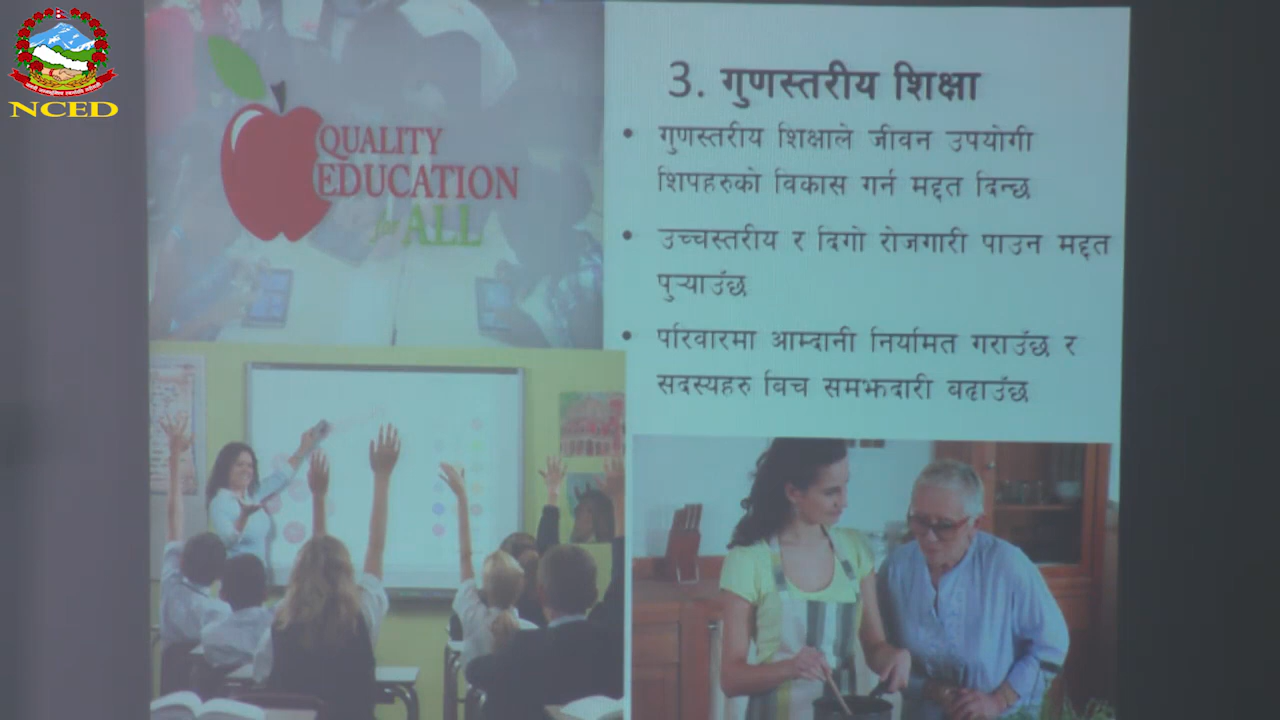 NCED
QUALITY
EDUCATION
for ALL
3. गुणस्तरीय शिक्षा
• गुणस्तरीय शिक्षाले जीवन उपयोगी
शिपहरुको विकास गर्न मद्दत दिन्छ
• उच्चस्तरीय र दिगो रोजगारी पाउन मद्दत
पुऱ्याउँछ
• परिवारमा आम्दानी नियमित गराउँछ र
सदस्यहरु बिच समझदारी बढाउँछ